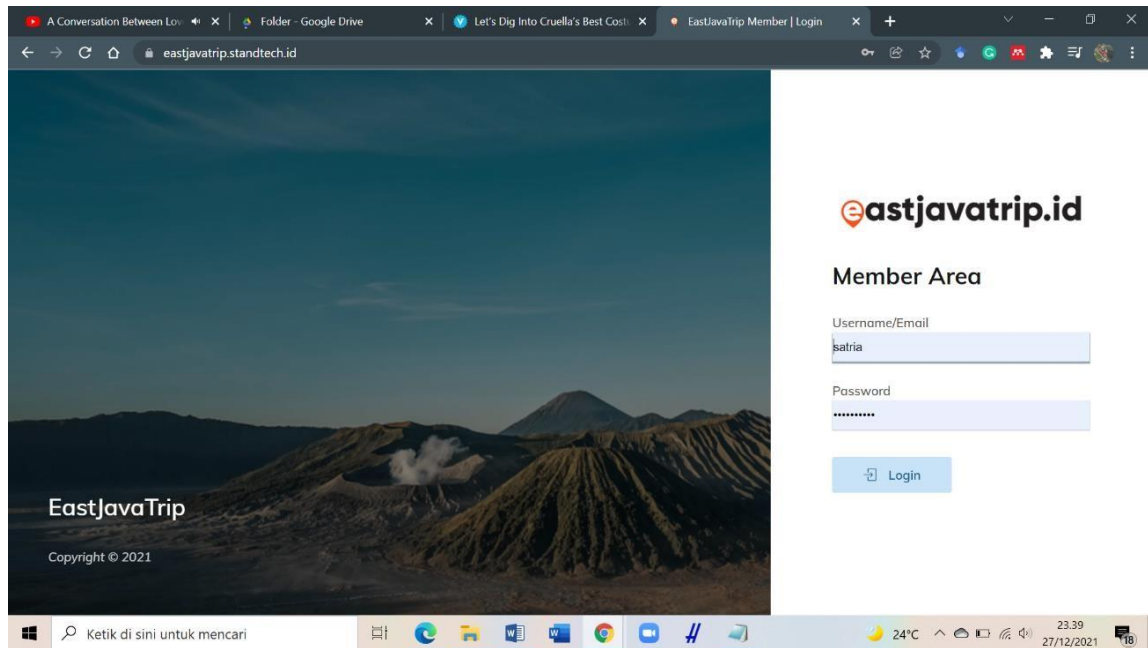 A Conversation Between Lov
Folder - Google Drive
Let's Dig Into Cruella's Best Costu
EastJavaTrip Member | Login
eastjavatrip.standtech.id
eastjavatrip.id
Member Area
Username/Email
satria
Password
Login
EastJavaTrip
Copyright © 2021
Ketik di sini untuk mencari
24°C
23.39
27/12/2021
18